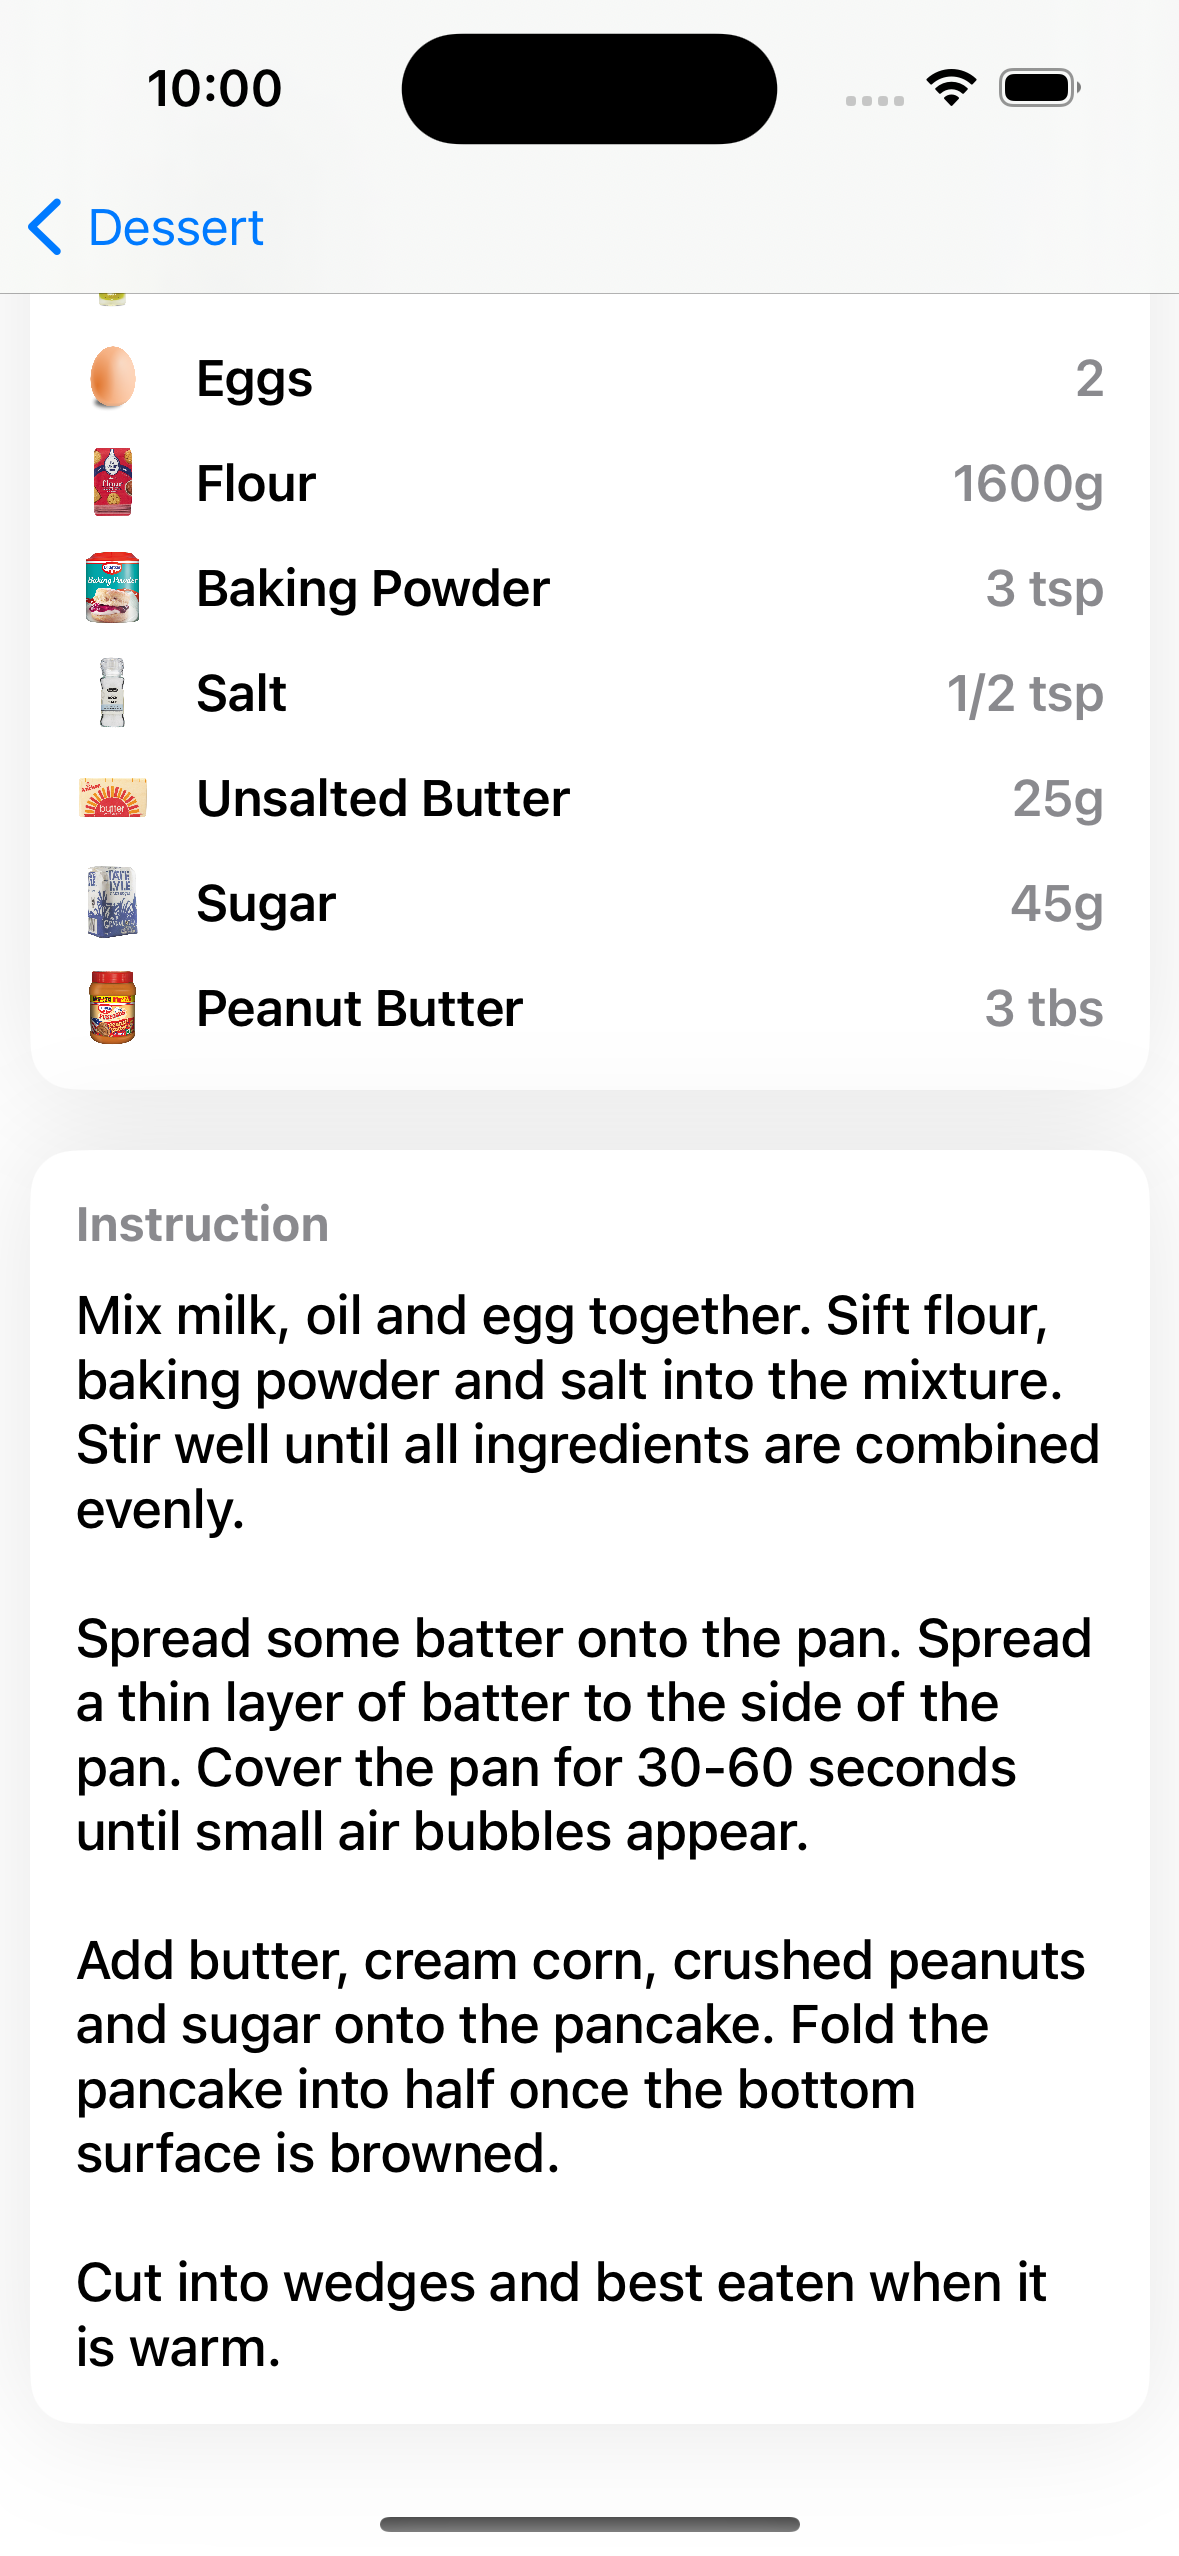 10:00
Dessert
Eggs 2
Flour 1600g
Baking Powder 3 tsp
Salt 1/2 tsp
Unsalted Butter 25g
Sugar 45g
Peanut Butter 3 tbs
Instruction
Mix milk, oil and egg together. Sift flour,
baking powder and salt into the mixture.
Stir well until all ingredients are combined
evenly.
Spread some batter onto the pan. Spread
a thin layer of batter to the side of the
pan. Cover the pan for 30-60 seconds
until small air bubbles appear.
Add butter, cream corn, crushed peanuts
and sugar onto the pancake. Fold the
pancake into half once the bottom
surface is browned.
Cut into wedges and best eaten when it
is warm.